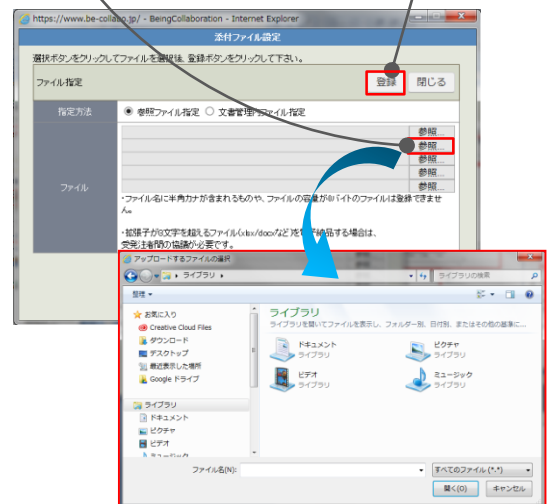 https://www.be-collabo.jp/ - BeingCollaboration - Internet Explorer
添付ファイル設定
選択ボタンをクリックしてファイルを選択後、登録ボタンをクリックして下さい。
ファイル指定
登録
閉じる
指定方法
参照ファイル指定
文書管理内ファイル指定
ファイル
参照...
参照...
参照...
参照...
参照...
・ファイル名に半角カナが含まれるものや、ファイルの容量が0バイトのファイルは登録できませ
ん。
・拡張子が3文字を超えるファイル(xlsx/docxなど)を電子納品する場合は、
受発注者間の協議が必要です。
アップロードするファイルの選択
ライブラリ
ライブラリの検索
整理
お気に入り
Creative Cloud Files
ダウンロード
デスクトップ
最近表示した場所
Google ドライブ
ライブラリ
ドキュメント
ピクチャ
ビデオ
ミュージック
ライブラリ
ライブラリを開いてファイルを表示し、フォルダー別、日付別、またはその他の基準に...
ドキュメント
ライブラリ
ピクチャ
ライブラリ
ビデオ
ライブラリ
ミュージック
ライブラリ
ファイル名(N):
すべてのファイル (*.*)
開く(O)
キャンセル